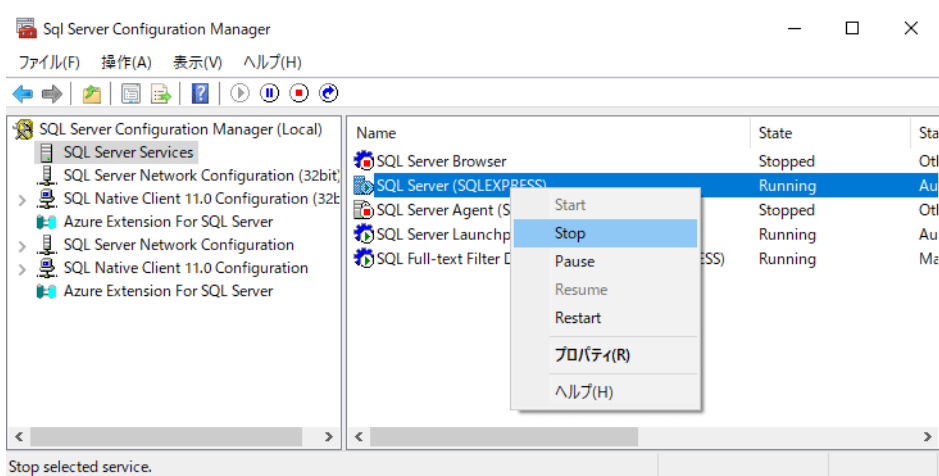 Sql Server Configuration Manager
ファイル(F) 操作(A) 表示(V) ヘルプ(H)
SQL Server Configuration Manager (Local)
SQL Server Services
SQL Server Network Configuration (32bit)
SQL Native Client 11.0 Configuration (32b
Azure Extension For SQL Server
SQL Server Network Configuration
SQL Native Client 11.0 Configuration
Azure Extension For SQL Server
Name State Sta
SQL Server Browser Stopped Otl
SQL Server (SQLEXPRESS) Running Au
SQL Server Agent (S Stopped Otl
SQL Server Launchp Running Au
SQL Full-text Filter D ESS) Running Ma
Start
Stop
Pause
Resume
Restart
プロパティ(R)
ヘルプ(H)
Stop selected service.